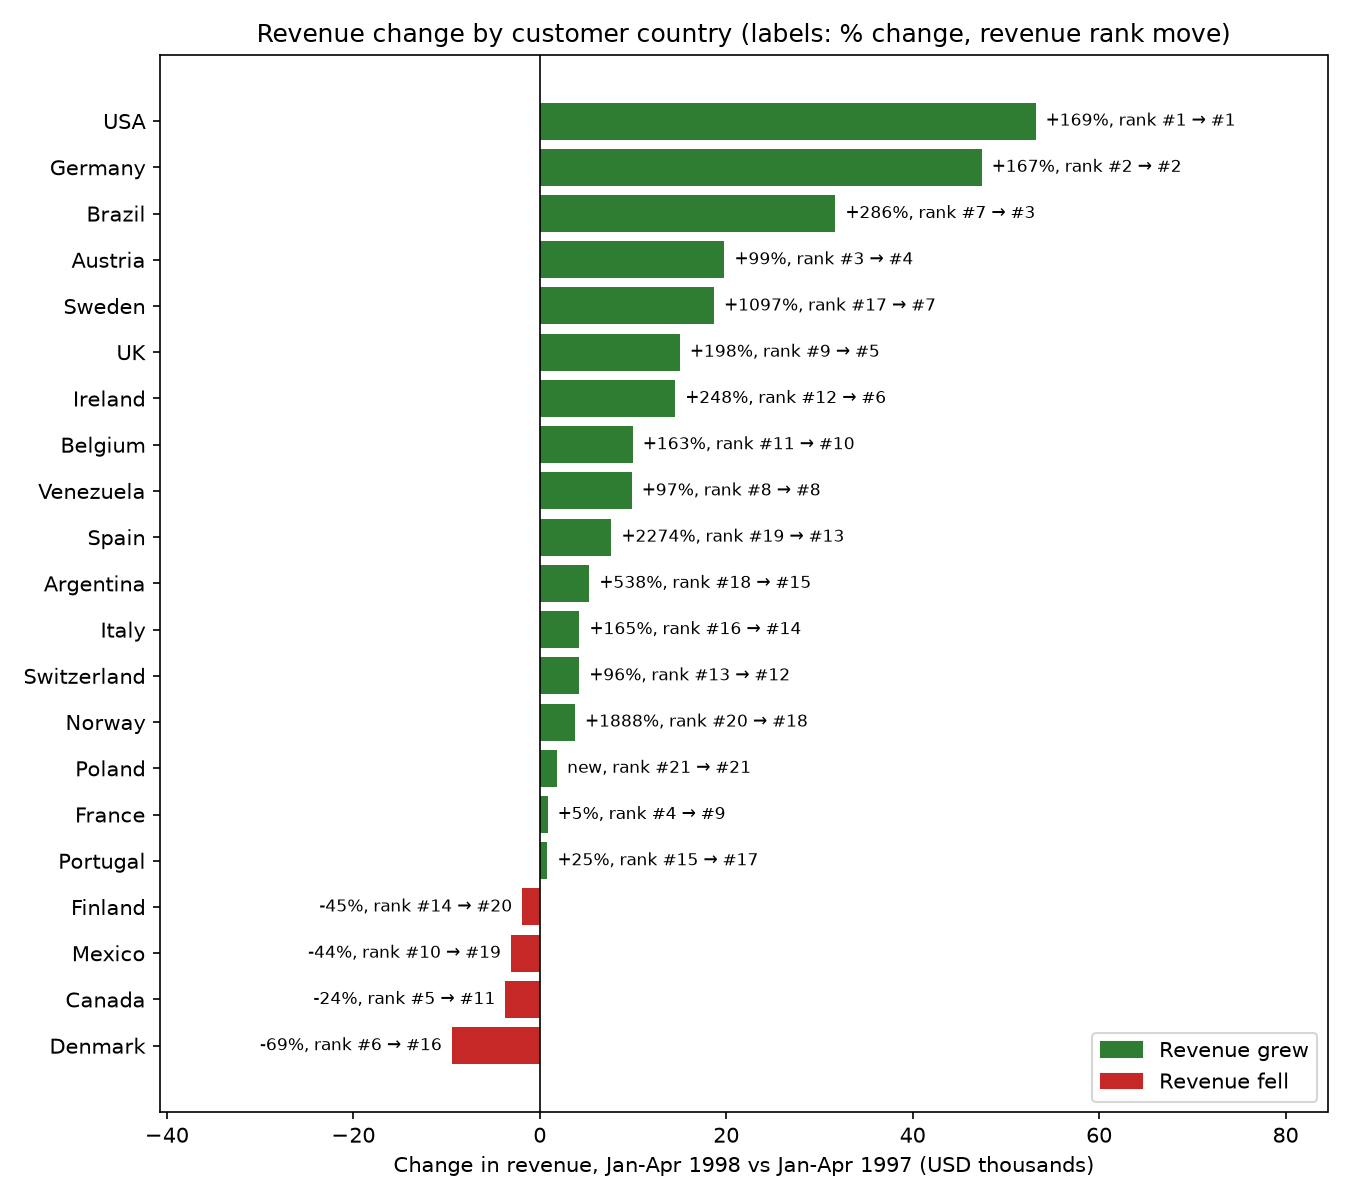 Revenue change by customer country (labels: % change, revenue rank move)
USA +169%, rank #1 → #1
Germany +167%, rank #2 → #2
Brazil +286%, rank #7 → #3
Austria +99%, rank #3 → #4
Sweden +1097%, rank #17 → #7
UK +198%, rank #9 → #5
Ireland +248%, rank #12 → #6
Belgium +163%, rank #11 → #10
Venezuela +97%, rank #8 → #8
Spain +2274%, rank #19 → #13
Argentina +538%, rank #18 → #15
Italy +165%, rank #16 → #14
Switzerland +96%, rank #13 → #12
Norway +1888%, rank #20 → #18
Poland new, rank #21 → #21
France +5%, rank #4 → #9
Portugal +25%, rank #15 → #17
Finland -45%, rank #14 → #20
Mexico -44%, rank #10 → #19
Canada -24%, rank #5 → #11
Denmark -69%, rank #6 → #16
Revenue grew
Revenue fell
−40 −20 0 20 40 60 80
Change in revenue, Jan-Apr 1998 vs Jan-Apr 1997 (USD thousands)